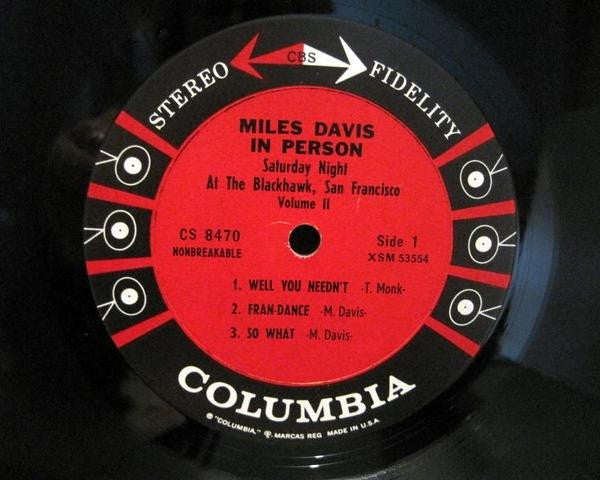 CBS
STEREO FIDELITY
MILES DAVIS
IN PERSON
Saturday Night
At The Blackhawk, San Francisco
Volume II
CS 8470
NONBREAKABLE
Side 1
XSM 53554
1. WELL YOU NEEDN'T -T. Monk-
2. FRAN-DANCE -M. Davis-
3. SO WHAT -M. Davis-
COLUMBIA
® "COLUMBIA," ®, MARCAS REG MADE IN U.S.A.